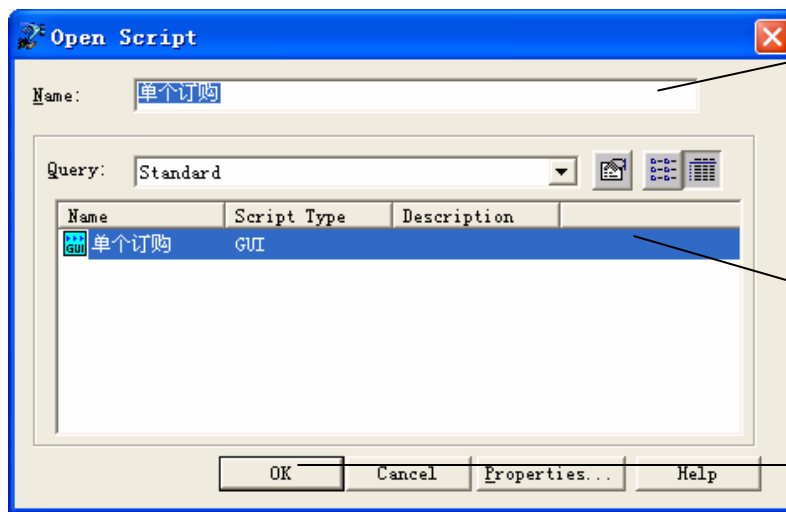 Open Script
Name: 单个订购
Query: Standard
Name Script Type Description
GUI 单个订购 GUI
OK Cancel Properties... Help